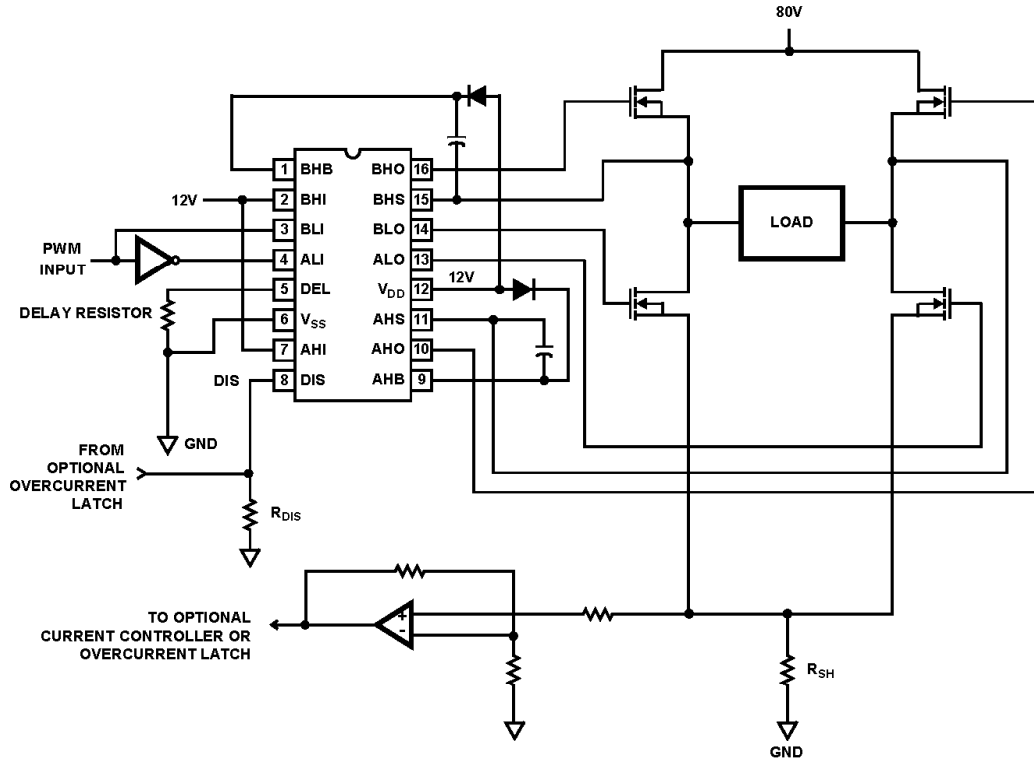 80V
1 BHB BHO 16
12V 2 BHI BHS 15
3 BLI BLO 14
PWM
INPUT
4 ALI ALO 13
DELAY RESISTOR
5 DEL VDD 12 12V
6 VSS AHS 11
7 AHI AHO 10
DIS 8 DIS AHB 9
LOAD
GND
FROM
OPTIONAL
OVERCURRENT
LATCH
RDIS
TO OPTIONAL
CURRENT CONTROLLER OR
OVERCURRENT LATCH
+
-
RSH
GND